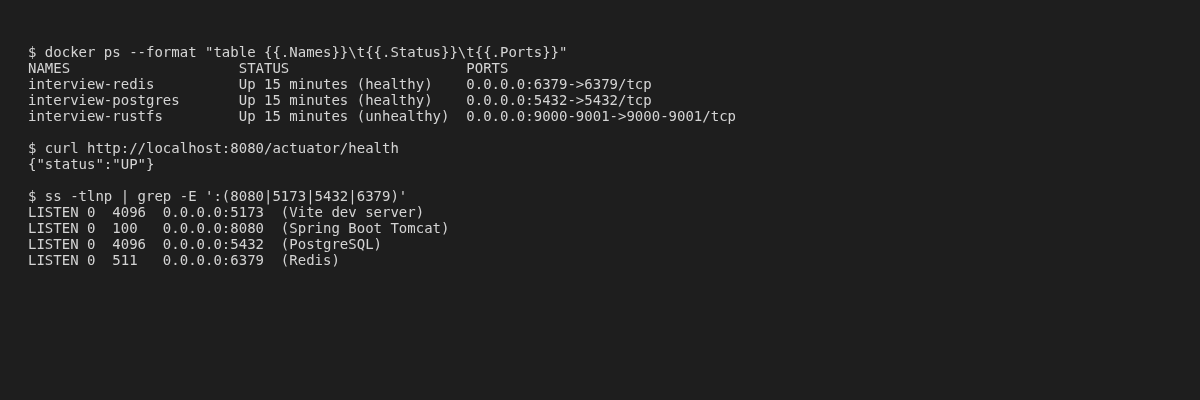 $ docker ps --format "table {{.Names}}\t{{.Status}}\t{{.Ports}}"
NAMES                    STATUS                     PORTS
interview-redis          Up 15 minutes (healthy)    0.0.0.0:6379->6379/tcp
interview-postgres       Up 15 minutes (healthy)    0.0.0.0:5432->5432/tcp
interview-rustfs         Up 15 minutes (unhealthy)  0.0.0.0:9000-9001->9000-9001/tcp

$ curl http://localhost:8080/actuator/health
{"status":"UP"}

$ ss -tlnp | grep -E ':(8080|5173|5432|6379)'
LISTEN 0  4096  0.0.0.0:5173  (Vite dev server)
LISTEN 0  100   0.0.0.0:8080  (Spring Boot Tomcat)
LISTEN 0  4096  0.0.0.0:5432  (PostgreSQL)
LISTEN 0  511   0.0.0.0:6379  (Redis)